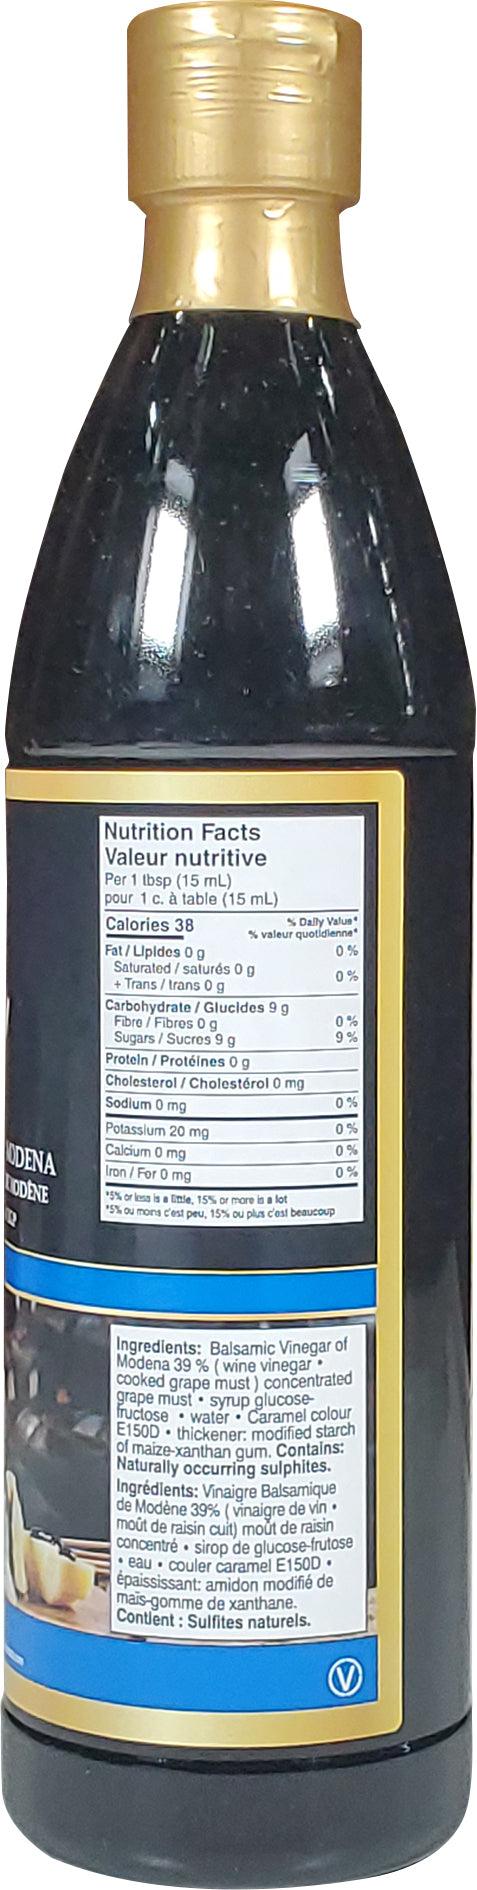 Nutrition Facts
Valeur nutritive
Per 1 tbsp (15 mL)
pour 1 c. à table (15 mL)
Calories 38
% Daily Value*
% valeur quotidienne*
Fat / Lipides 0 g 0 %
Saturated / saturés 0 g
+ Trans / trans 0 g 0 %
Carbohydrate / Glucides 9 g
Fibre / Fibres 0 g 0 %
Sugars / Sucres 9 g 9 %
Protein / Protéines 0 g
Cholesterol / Cholestérol 0 mg
Sodium 0 mg 0 %
Potassium 20 mg 0 %
Calcium 0 mg 0 %
Iron / Fer 0 mg 0 %
*5% or less is a little, 15% or more is a lot
*5% ou moins c'est peu, 15% ou plus c'est beaucoup
MODENA
MODÈNE
Ingredients: Balsamic Vinegar of
Modena 39 % ( wine vinegar •
cooked grape must ) concentrated
grape must • syrup glucose-
fructose • water • Caramel colour
E150D • thickener: modified starch
of maize-xanthan gum. Contains:
Naturally occurring sulphites.
Ingrédients: Vinaigre Balsamique
de Modène 39% ( vinaigre de vin •
moût de raisin cuit) moût de raisin
concentré • sirop de glucose-frutose
• eau • couler caramel E150D •
épaississant: amidon modifié de
maïs-gomme de xanthane.
Contient : Sulfites naturels.
V